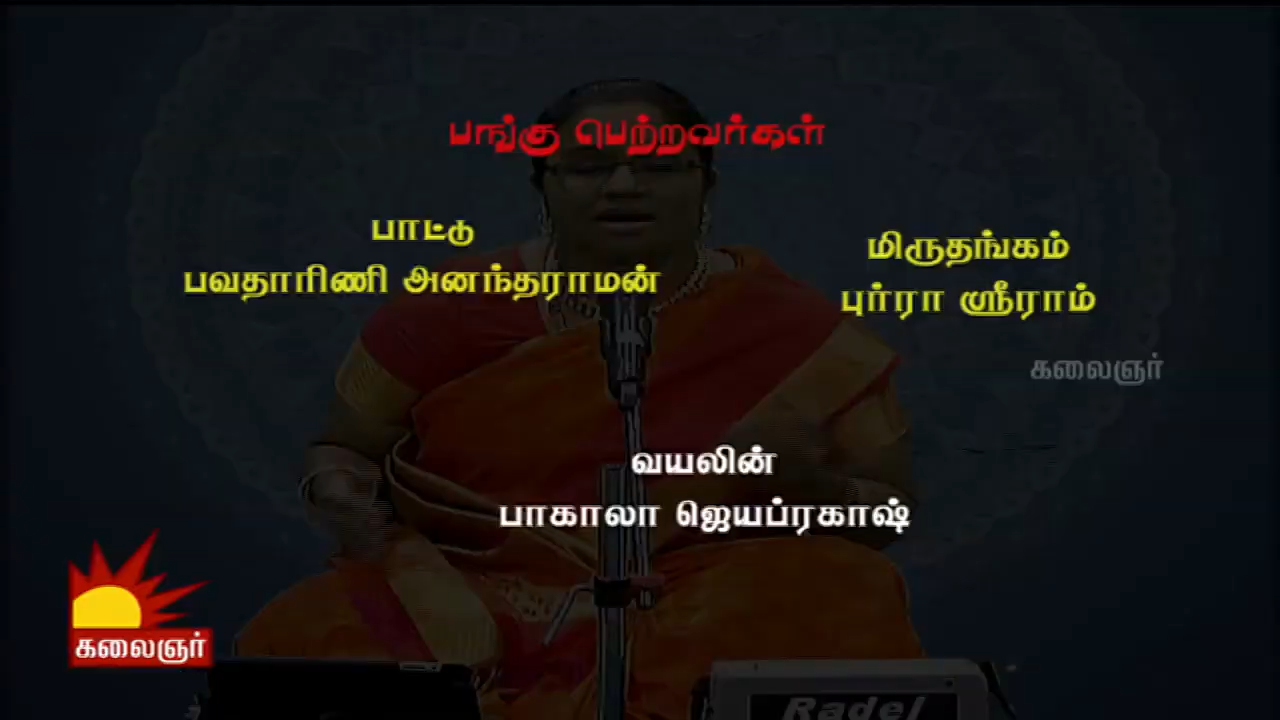 பங்கு பெற்றவர்கள்
பாட்டு
பவதாரிணி அனந்தராமன்
மிருதங்கம்
புர்ரா ஸ்ரீராம்
கலைஞர்
வயலின்
பாகாலா ஜெயப்ரகாஷ்
கலைஞர்
Radel